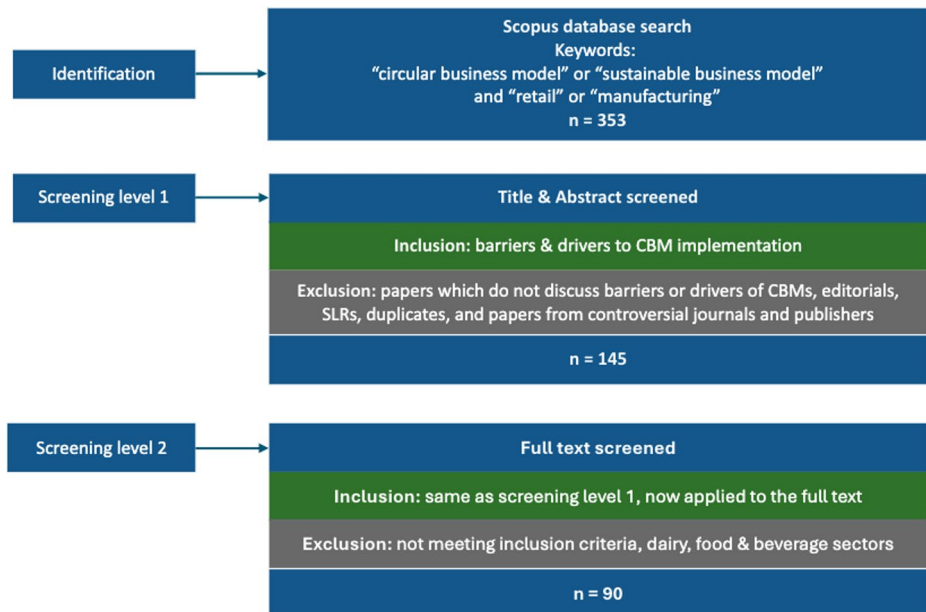 Identification
Scopus database search
Keywords:
“circular business model” or “sustainable business model”
and “retail” or “manufacturing”
n = 353
Screening level 1
Title & Abstract screened
Inclusion: barriers & drivers to CBM implementation
Exclusion: papers which do not discuss barriers or drivers of CBMs, editorials,
SLRs, duplicates, and papers from controversial journals and publishers
n = 145
Screening level 2
Full text screened
Inclusion: same as screening level 1, now applied to the full text
Exclusion: not meeting inclusion criteria, dairy, food & beverage sectors
n = 90